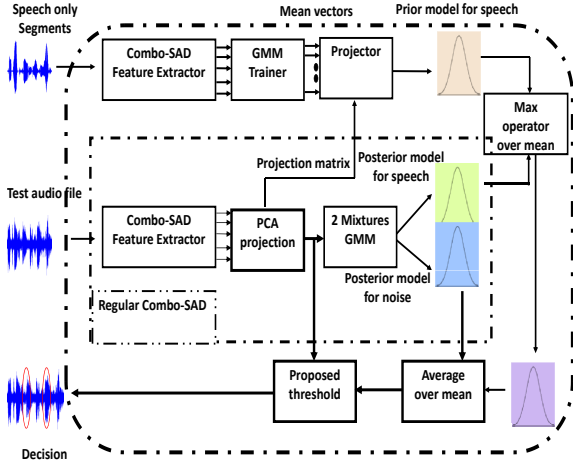 Speech only
Segments
Mean vectors
Prior model for speech
Combo-SAD
Feature Extractor
GMM
Trainer
Projector
Max
operator
over mean
Projection matrix
Posterior model
for speech
Test audio file
Combo-SAD
Feature Extractor
PCA
projection
2 Mixtures
GMM
Posterior model
for noise
Regular Combo-SAD
Proposed
threshold
Average
over mean
Decision